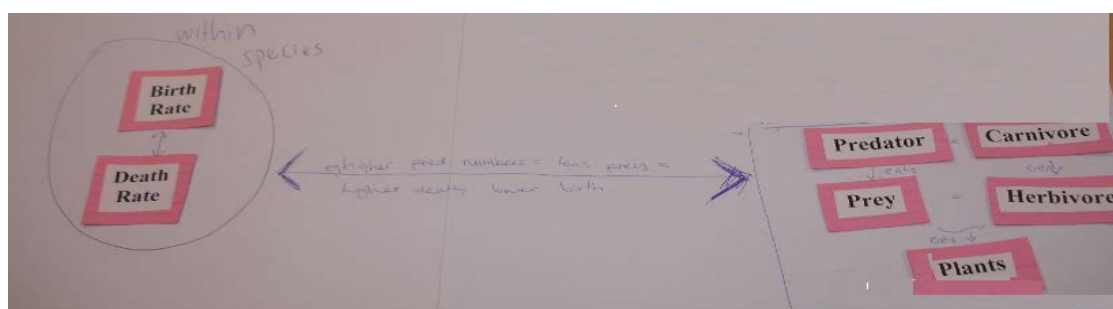 within
species
Birth
Rate
Death
Rate
higher pred numbers = less prey =
higher death lower birth
Predator = Carnivore
eats
Prey = Herbivore
eats
Plants